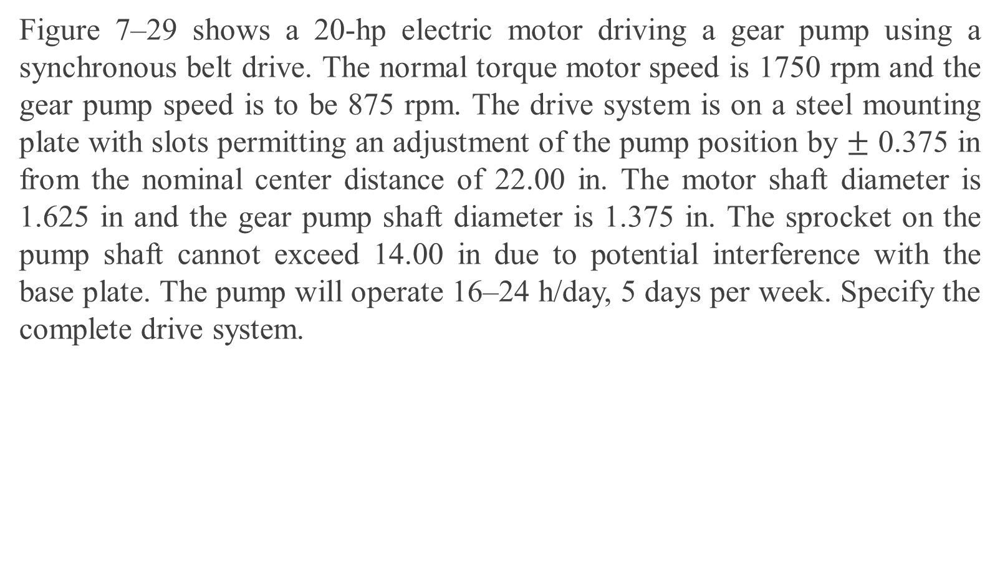 Figure 7–29 shows a 20-hp electric motor driving a gear pump using a
synchronous belt drive. The normal torque motor speed is 1750 rpm and the
gear pump speed is to be 875 rpm. The drive system is on a steel mounting
plate with slots permitting an adjustment of the pump position by ± 0.375 in
from the nominal center distance of 22.00 in. The motor shaft diameter is
1.625 in and the gear pump shaft diameter is 1.375 in. The sprocket on the
pump shaft cannot exceed 14.00 in due to potential interference with the
base plate. The pump will operate 16–24 h/day, 5 days per week. Specify the
complete drive system.